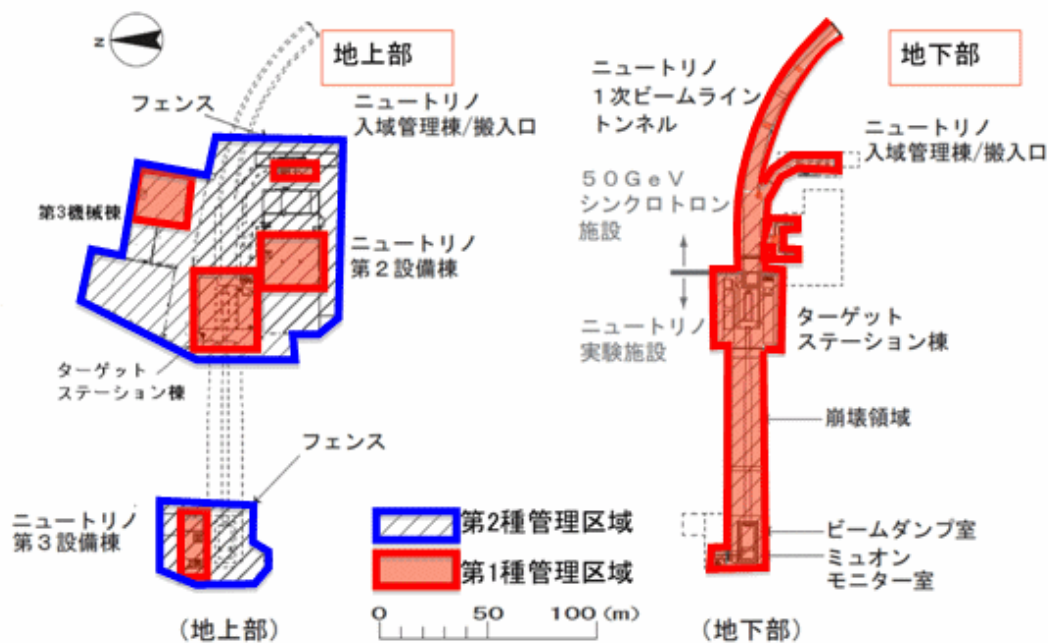 N
地上部
フェンス
ニュートリノ
入域管理棟/搬入口
第3機械棟
ニュートリノ
第２設備棟
ターゲット
ステーション棟
フェンス
ニュートリノ
第３設備棟
(地上部)
第2種管理区域
第1種管理区域
0 50 100 (m)
地下部
ニュートリノ
１次ビームライン
トンネル
ニュートリノ
入域管理棟/搬入口
５０ＧｅＶ
シンクロトロン
施設
ニュートリノ
実験施設
ターゲット
ステーション棟
崩壊領域
ビームダンプ室
ミュオン
モニター室
(地下部)